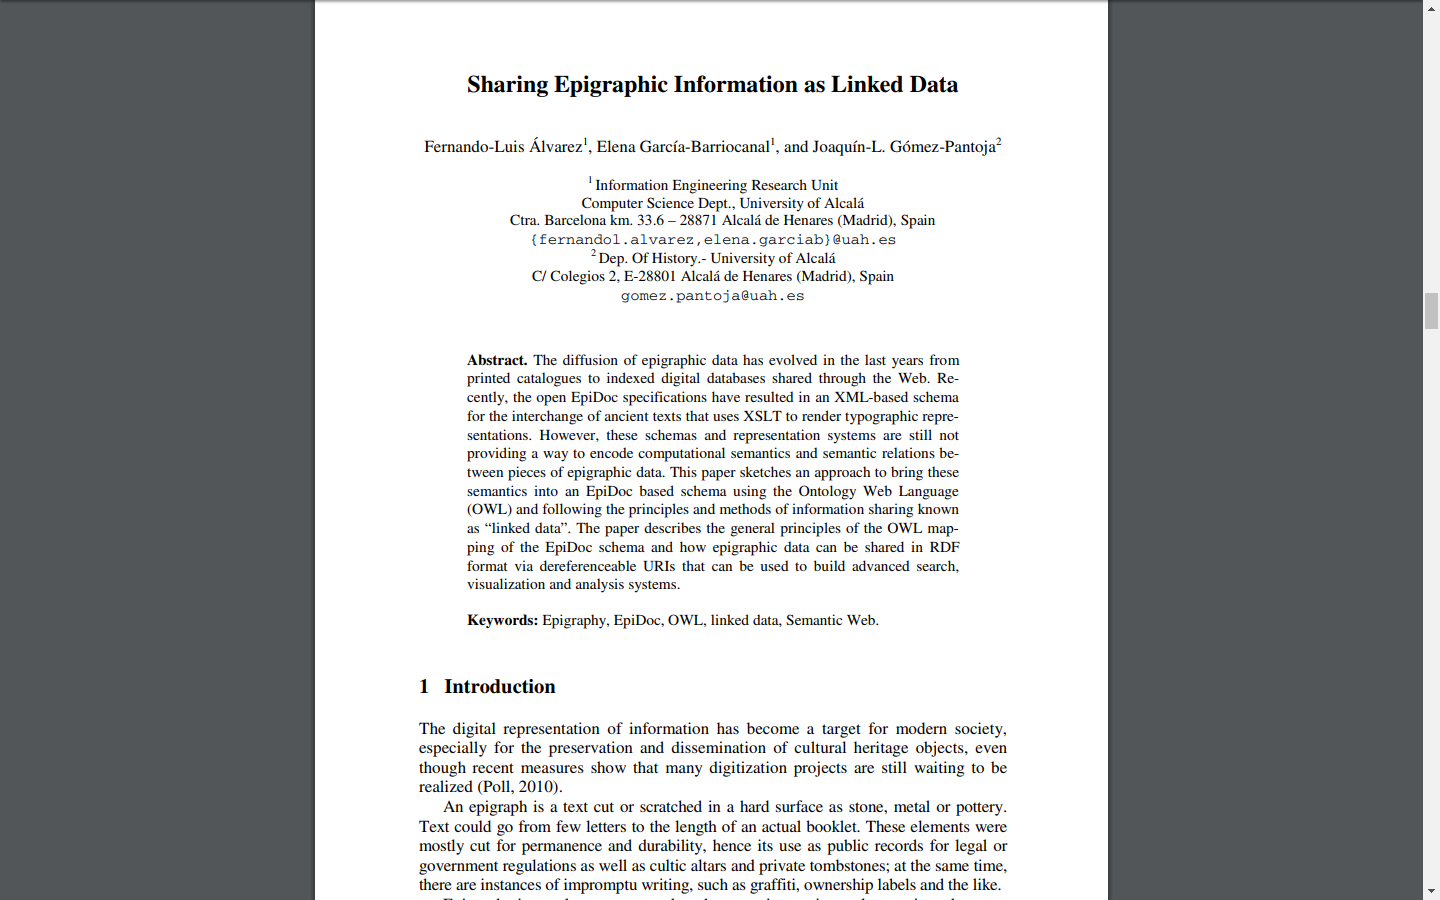 Sharing Epigraphic Information as Linked Data
Fernando-Luis Álvarez1, Elena García-Barriocanal1, and Joaquín-L. Gómez-Pantoja2
1 Information Engineering Research Unit
Computer Science Dept., University of Alcalá
Ctra. Barcelona km. 33.6 – 28871 Alcalá de Henares (Madrid), Spain
{fernandol.alvarez,elena.garciab}@uah.es
2 Dep. Of History.- University of Alcalá
C/ Colegios 2, E-28801 Alcalá de Henares (Madrid), Spain
gomez.pantoja@uah.es
Abstract. The diffusion of epigraphic data has evolved in the last years from
printed catalogues to indexed digital databases shared through the Web. Re-
cently, the open EpiDoc specifications have resulted in an XML-based schema
for the interchange of ancient texts that uses XSLT to render typographic repre-
sentations. However, these schemas and representation systems are still not
providing a way to encode computational semantics and semantic relations be-
tween pieces of epigraphic data. This paper sketches an approach to bring these
semantics into an EpiDoc based schema using the Ontology Web Language
(OWL) and following the principles and methods of information sharing known
as “linked data”. The paper describes the general principles of the OWL map-
ping of the EpiDoc schema and how epigraphic data can be shared in RDF
format via dereferenceable URIs that can be used to build advanced search,
visualization and analysis systems.
Keywords: Epigraphy, EpiDoc, OWL, linked data, Semantic Web.
1 Introduction
The digital representation of information has become a target for modern society,
especially for the preservation and dissemination of cultural heritage objects, even
though recent measures show that many digitization projects are still waiting to be
realized (Poll, 2010).
An epigraph is a text cut or scratched in a hard surface as stone, metal or pottery.
Text could go from few letters to the length of an actual booklet. These elements were
mostly cut for permanence and durability, hence its use as public records for legal or
government regulations as well as cultic altars and private tombstones; at the same time,
there are instances of impromptu writing, such as graffiti, ownership labels and the like.